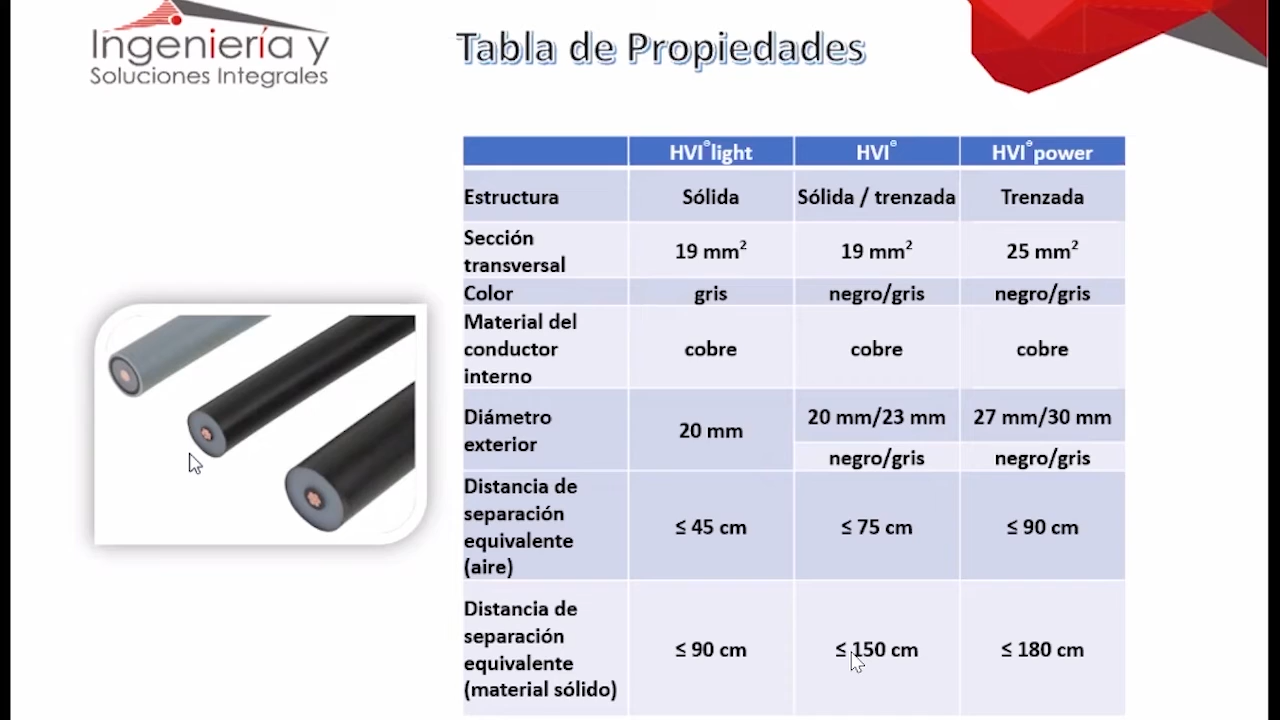 Ingeniería y
Soluciones Integrales
Tabla de Propiedades
HVI®light HVI® HVI®power
Estructura Sólida Sólida / trenzada Trenzada
Sección
transversal 19 mm² 19 mm² 25 mm²
Color gris negro/gris negro/gris
Material del
conductor
interno cobre cobre cobre
Diámetro
exterior 20 mm 20 mm/23 mm 27 mm/30 mm
negro/gris negro/gris
Distancia de
separación
equivalente
(aire) ≤ 45 cm ≤ 75 cm ≤ 90 cm
Distancia de
separación
equivalente
(material sólido) ≤ 90 cm ≤ 150 cm ≤ 180 cm